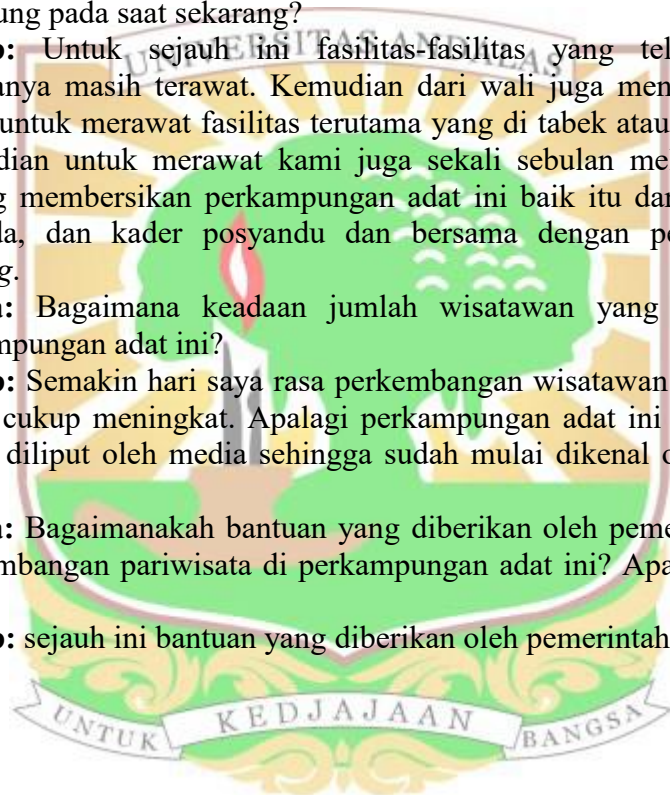 ung pada saat sekarang?
UNIVERSITAS ANDALAS
b: Untuk sejauh ini fasilitas-fasilitas yang tel
anya masih terawat. Kemudian dari wali juga men
untuk merawat fasilitas terutama yang di tabek atau
dian untuk merawat kami juga sekali sebulan me
g membersikan perkampungan adat ini baik itu dar
da, dan kader posyandu dan bersama dengan pe
g.
a: Bagaimana keadaan jumlah wisatawan yang
mpungan adat ini?
b: Semakin hari saya rasa perkembangan wisatawan
cukup meningkat. Apalagi perkampungan adat ini
diliput oleh media sehingga sudah mulai dikenal o
a: Bagaimanakah bantuan yang diberikan oleh peme
mbangan pariwisata di perkampungan adat ini? Apa
b: sejauh ini bantuan yang diberikan oleh pemerintah
UNTUK KEDJAJAAN BANGSA